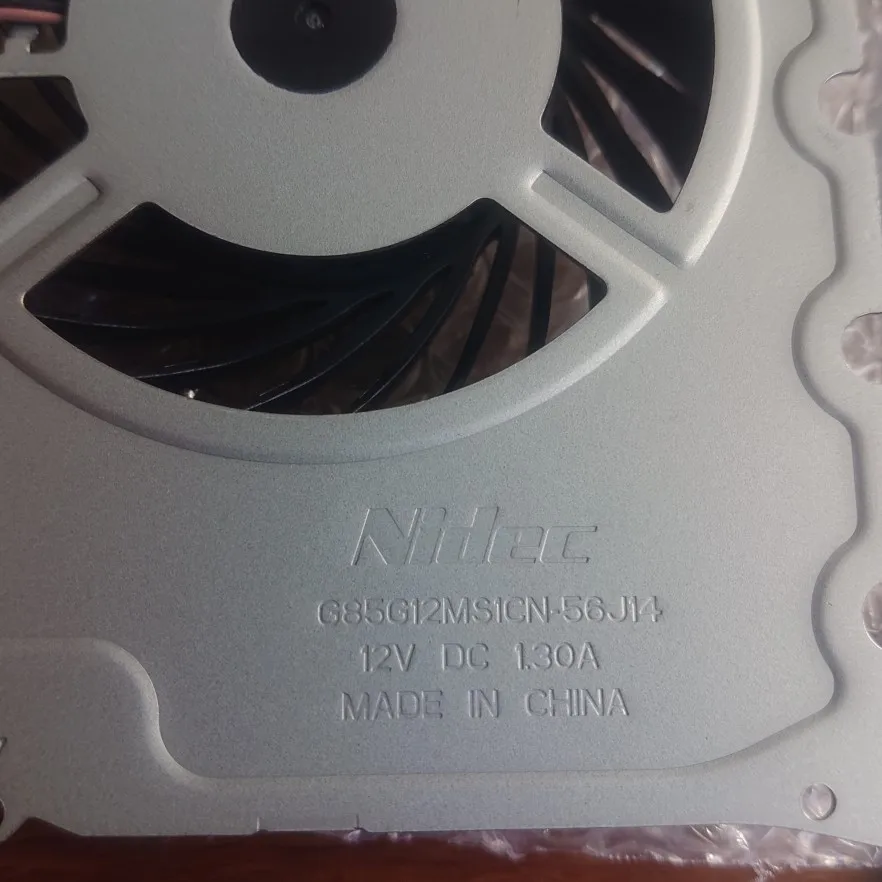 Nidec
G85G12MS1CN-56J14
12V DC 1.30A
MADE IN CHINA